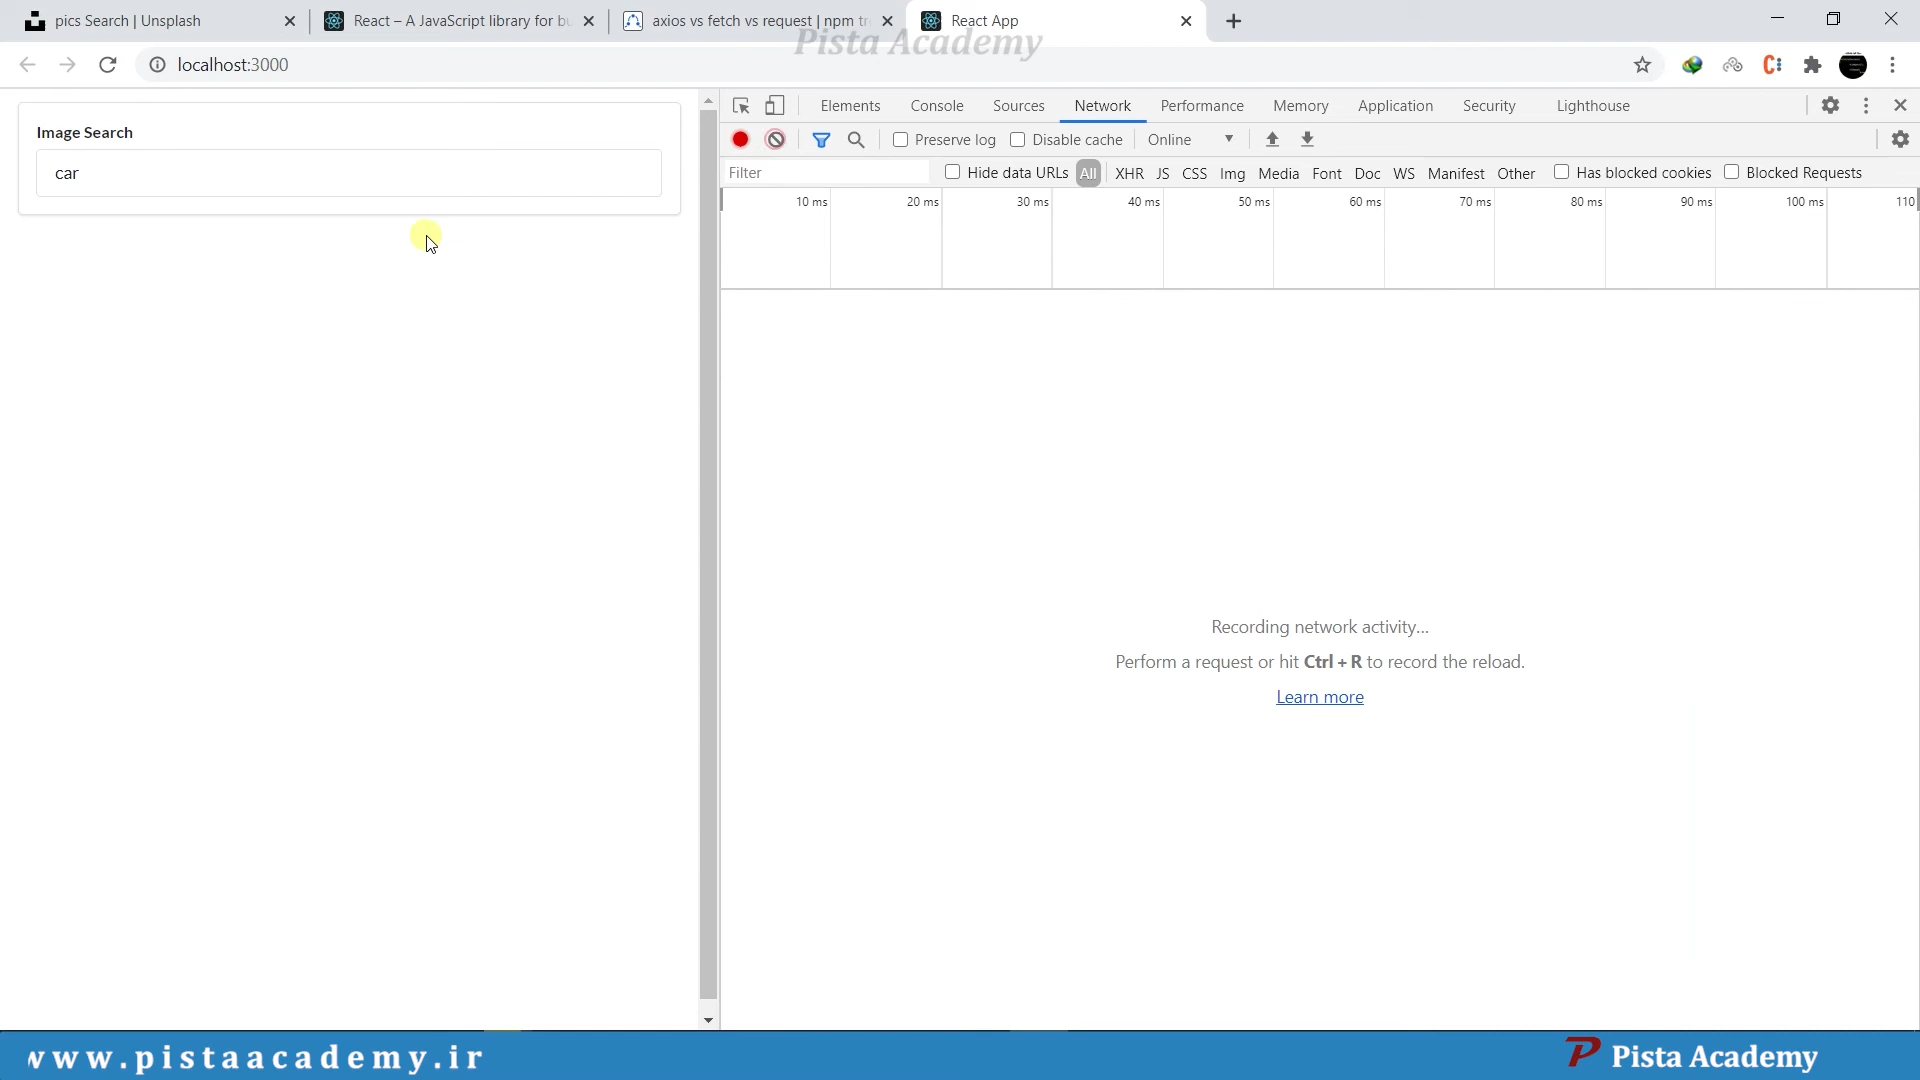 pics Search | Unsplash
React – A JavaScript library for bu
axios vs fetch vs request | npm tre
React App
Pista Academy
localhost:3000
Image Search
car
Elements Console Sources Network Performance Memory Application Security Lighthouse
Preserve log Disable cache Online
Filter Hide data URLs All XHR JS CSS Img Media Font Doc WS Manifest Other Has blocked cookies Blocked Requests
10 ms 20 ms 30 ms 40 ms 50 ms 60 ms 70 ms 80 ms 90 ms 100 ms 110
Recording network activity...
Perform a request or hit Ctrl + R to record the reload.
Learn more
www.pistaacademy.ir
Pista Academy